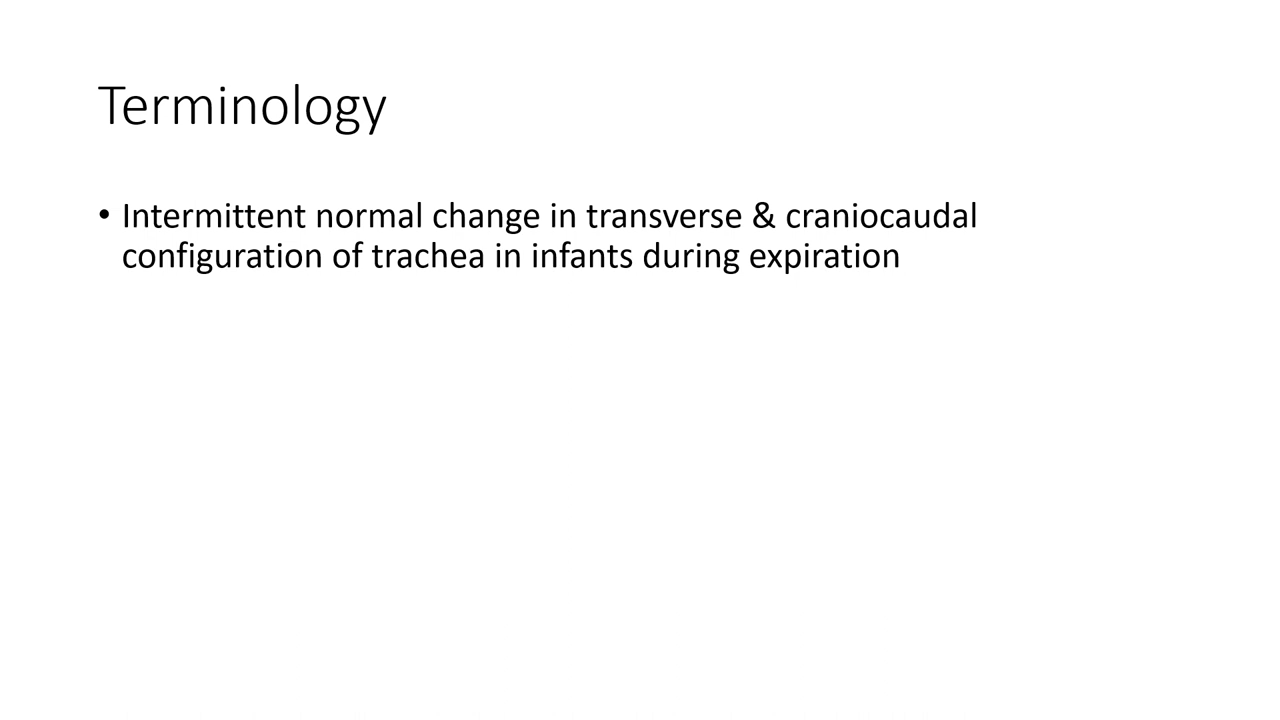 Terminology
• Intermittent normal change in transverse & craniocaudal
configuration of trachea in infants during expiration